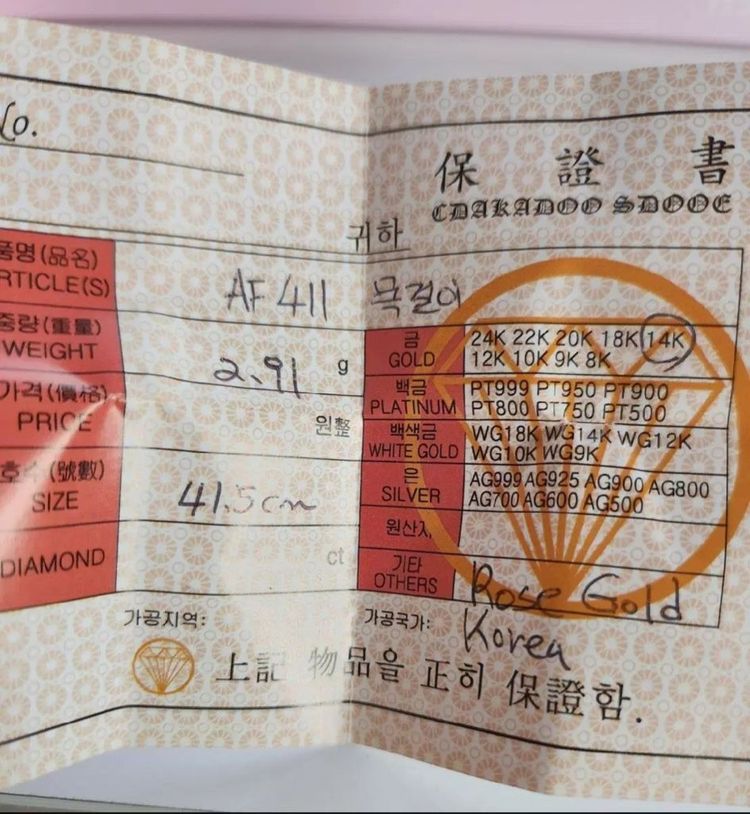 No.
保 證 書
CDAKADOO SDOOE
귀하
품명(品名)
RTICLE(S)
AF 411 목걸이
중량(重量)
WEIGHT
2.91 g
가격(價格)
PRICE
원整
호수(號數)
SIZE
41.5cm
DIAMOND
ct
금
GOLD
24K 22K 20K 18K 14K
12K 10K 9K 8K
백금
PLATINUM
PT999 PT950 PT900
PT800 PT750 PT500
백색금
WHITE GOLD
WG18K WG14K WG12K
WG10K WG9K
은
SILVER
AG999 AG925 AG900 AG800
AG700 AG600 AG500
원산지
기타
OTHERS
Rose Gold
가공지역:
가공국가:
Korea
上記 物品을 正히 保證함.